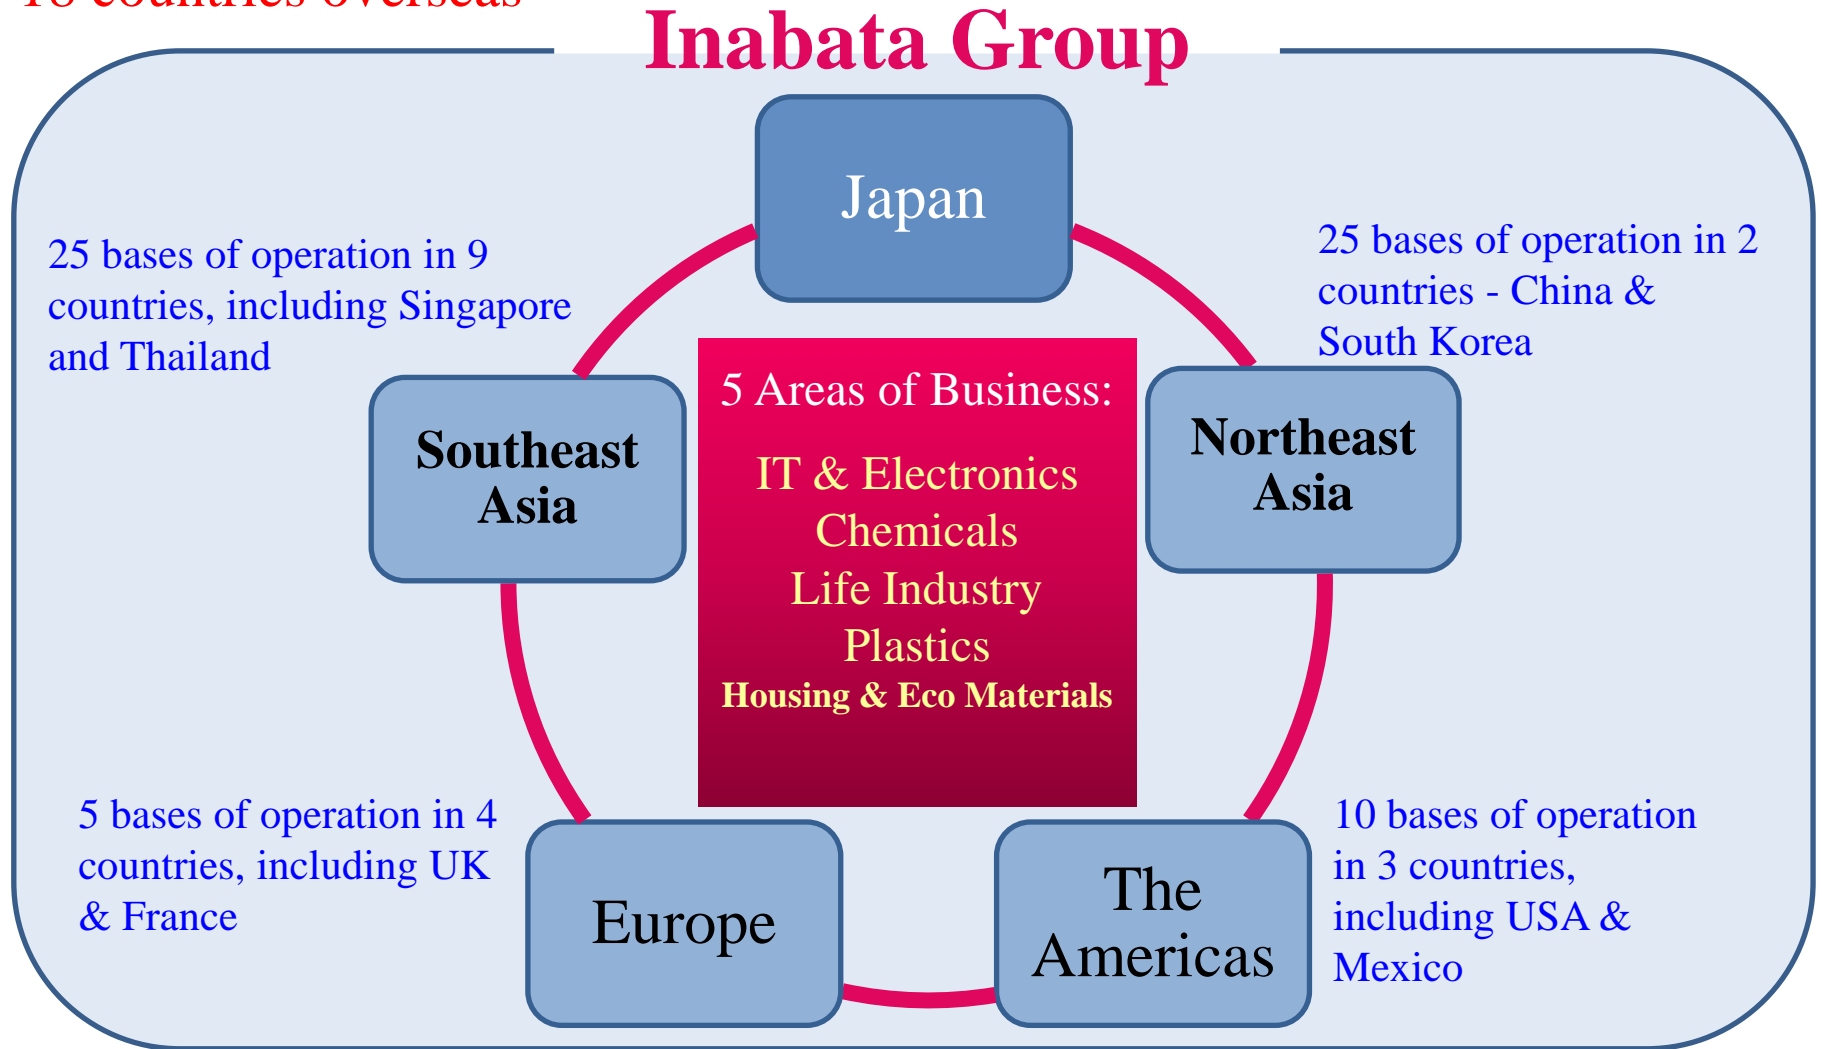 18 countries overseas
Inabata Group
Japan
25 bases of operation in 9
countries, including Singapore
and Thailand
25 bases of operation in 2
countries - China &
South Korea
Southeast
Asia
5 Areas of Business:
IT & Electronics
Chemicals
Life Industry
Plastics
Housing & Eco Materials
Northeast
Asia
5 bases of operation in 4
countries, including UK
& France
Europe
The
Americas
10 bases of operation
in 3 countries,
including USA &
Mexico